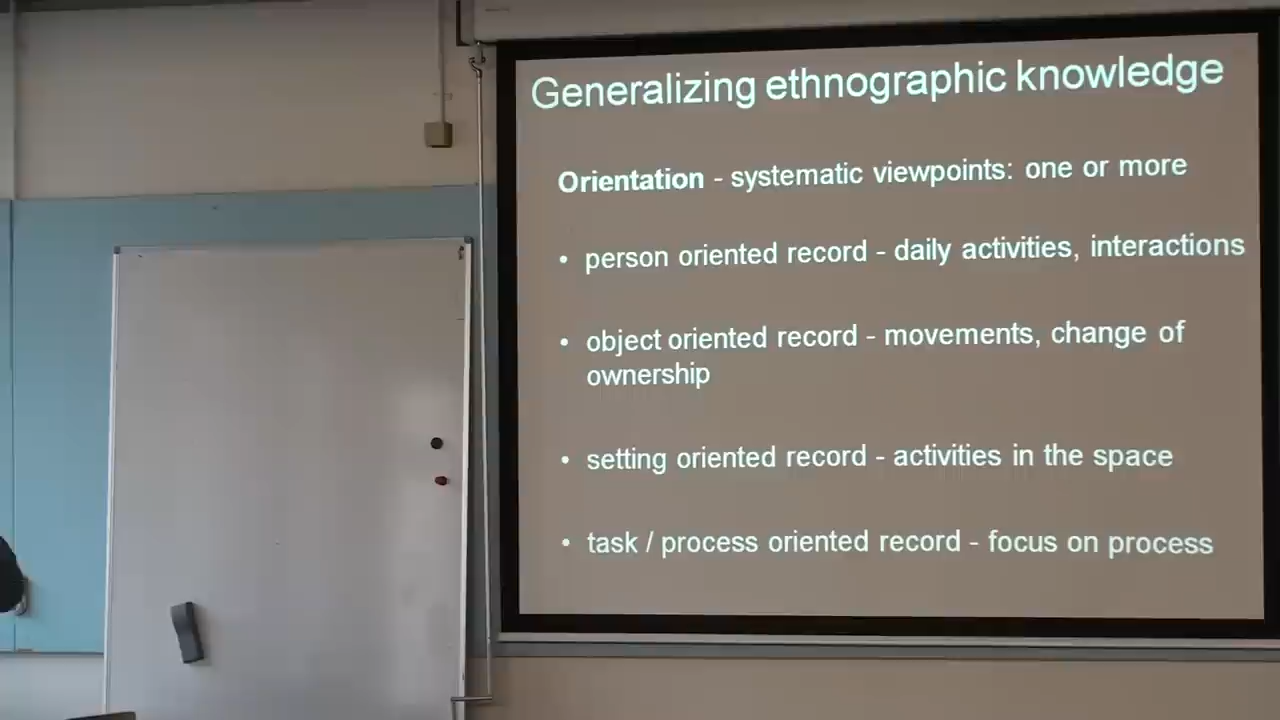 Generalizing ethnographic knowledge
Orientation - systematic viewpoints: one or more
• person oriented record - daily activities, interactions
• object oriented record - movements, change of
ownership
• setting oriented record - activities in the space
• task / process oriented record - focus on process